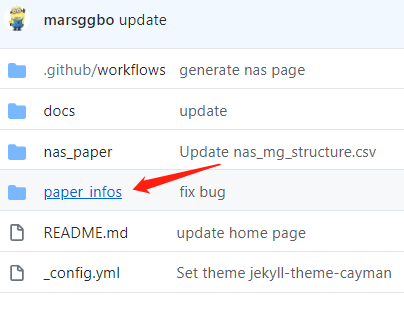 marsggbo update
.github/workflows generate nas page
docs update
nas_paper Update nas_mg_structure.csv
paper_infos fix bug
README.md update home page
_config.yml Set theme jekyll-theme-cayman